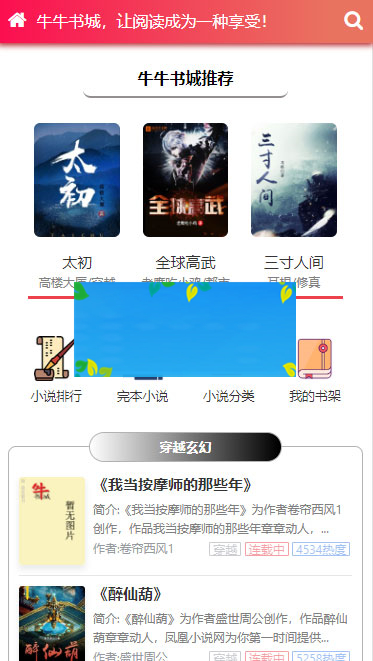 牛牛书城，让阅读成为一种享受！
牛牛书城推荐
太初
全球高武
三寸人间
太初
全球高武
三寸人间
高楼大厦/穿越
老鹰吃小鸡/都市
耳根/修真
小说排行
完本小说
小说分类
我的书架
穿越玄幻
牛
暂无图片
《我当按摩师的那些年》
简介:《我当按摩师的那些年》为作者卷帘西风1
创作，作品我当按摩师的那些年章章动人，...
作者:卷帘西风1
穿越
连载中
4534热度
醉仙葫
《醉仙葫》
简介:《醉仙葫》为作者盛世周公创作，作品醉仙
葫章章动人，凤凰小说网为你第一时间提供...
作者:盛世周公
穿越
连载中
5258热度